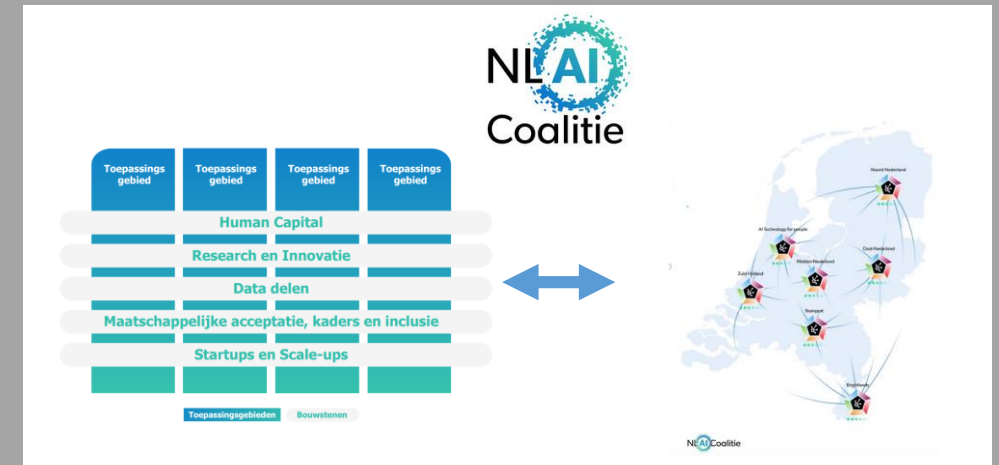 NL AI
Coalitie
Toepassings
gebied
Toepassings
gebied
Toepassings
gebied
Toepassings
gebied
Human Capital
Research en Innovatie
Data delen
Maatschappelijke acceptatie, kaders en inclusie
Startups en Scale-ups
Toepassingsgebieden
Bouwstenen
Noord-Nederland
AI Technology for people
Oost-Nederland
Midden-Nederland
Zuid-Holland
Brainport
Brightlands
NL AI Coalitie